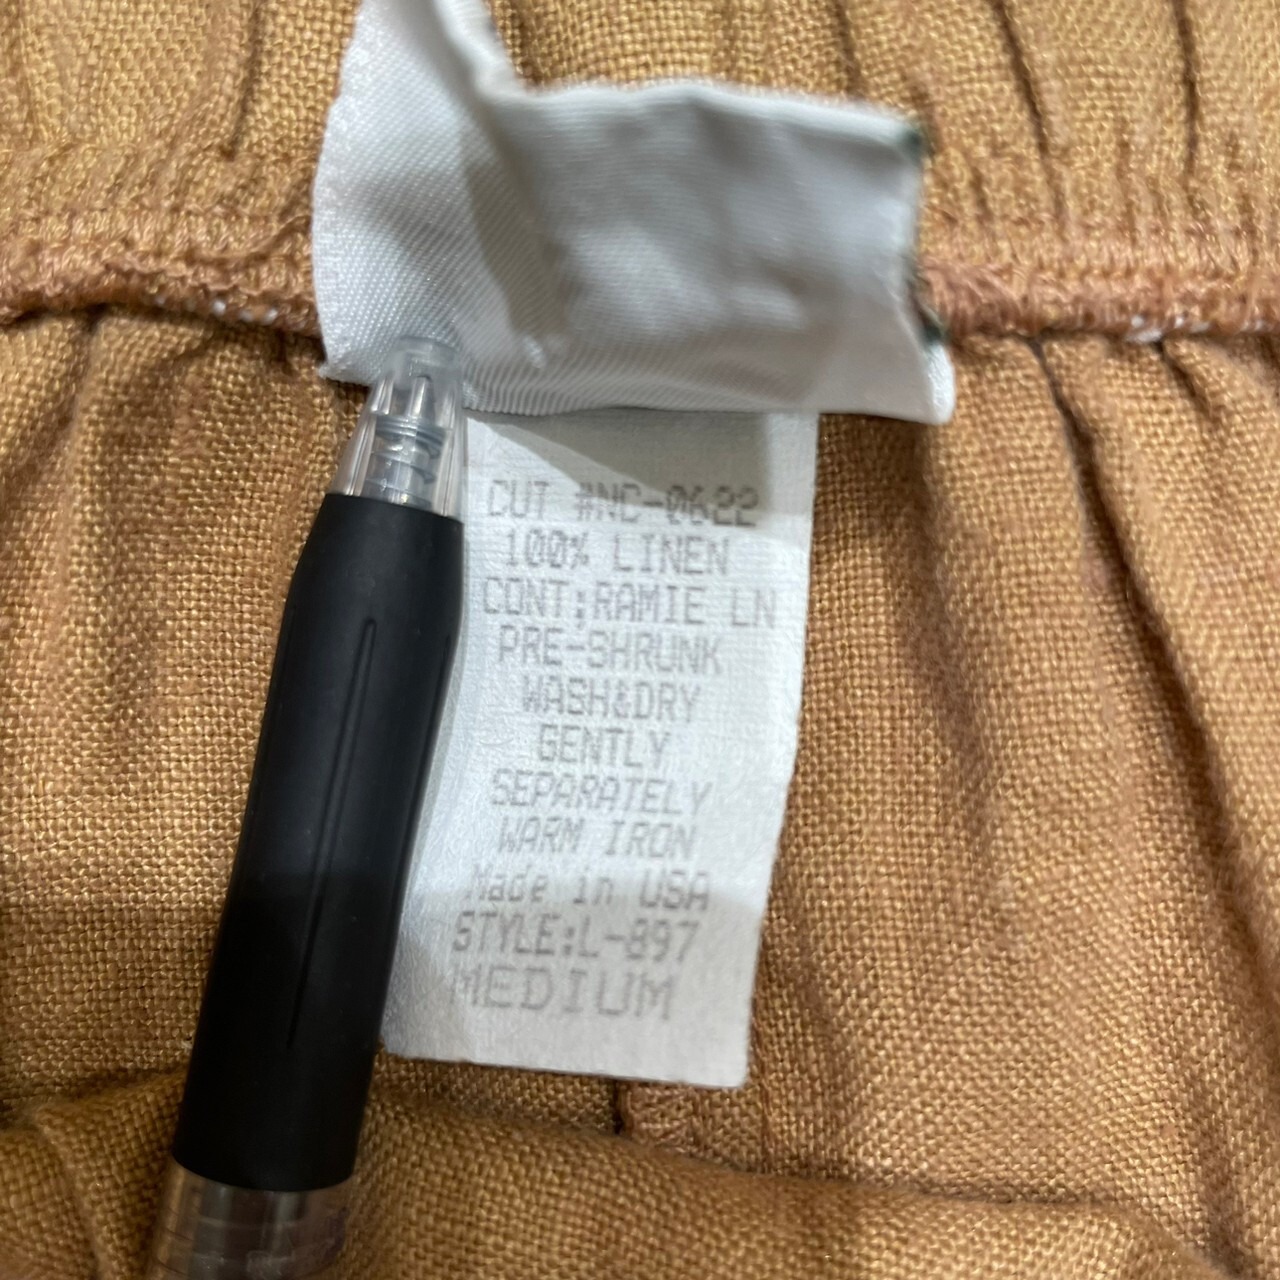 CUT #NC-0622
100% LINEN
CONT;RAMIE LN
PRE-SHRUNK
WASH&DRY
GENTLY
SEPARATELY
WARM IRON
Made in USA
STYLE:L-897
MEDIUM